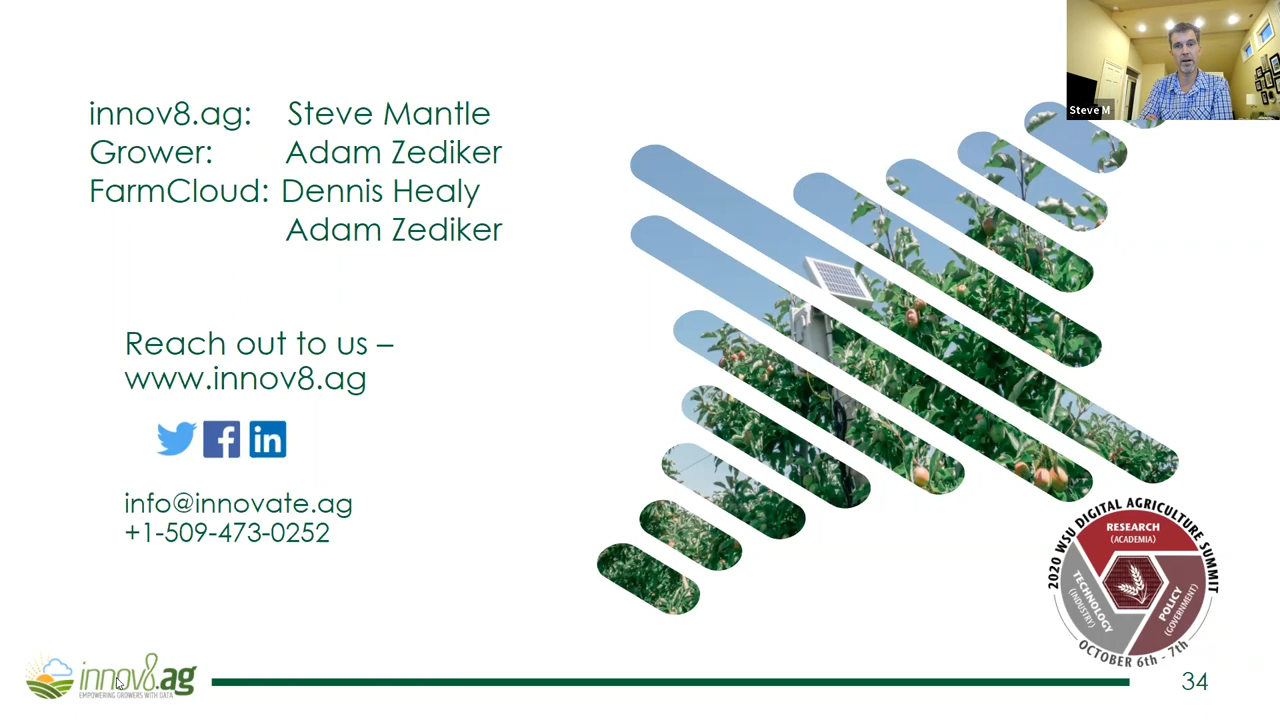 Steve M
innov8.ag: Steve Mantle
Grower: Adam Zediker
FarmCloud: Dennis Healy
Adam Zediker
Reach out to us –
www.innov8.ag
info@innovate.ag
+1-509-473-0252
2020 WSU DIGITAL AGRICULTURE SUMMIT
RESEARCH
(ACADEMIA)
TECHNOLOGY
(INDUSTRY)
POLICY
(GOVERNMENT)
OCTOBER 6th - 7th
innov8.ag
EMPOWERING GROWERS WITH DATA
34